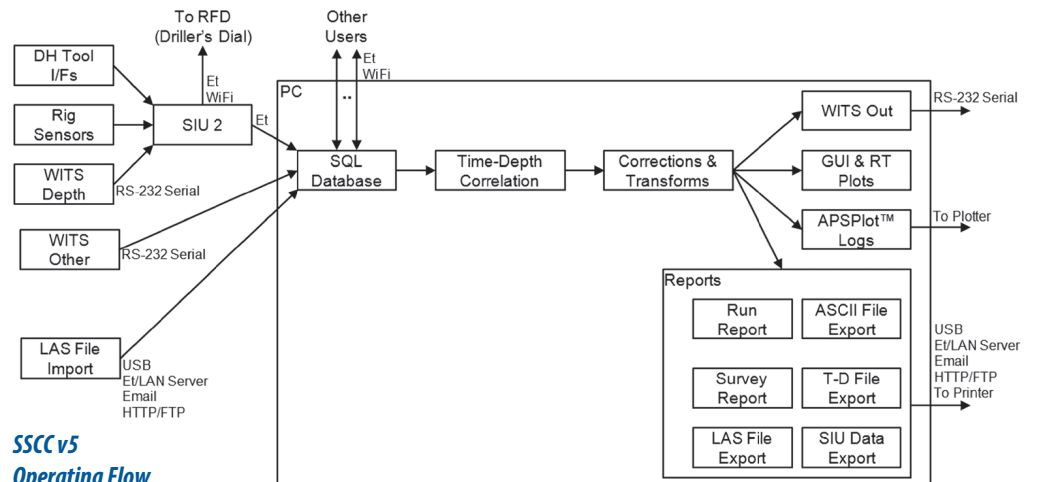 To RFD
(Driller's Dial)
Other
Users
DH Tool
I/Fs
Et
WiFi
Et
WiFi
PC
Rig
Sensors
SIU 2
Et
WITS Out
RS-232 Serial
WITS
Depth
RS-232 Serial
SQL
Database
Time-Depth
Correlation
Corrections &
Transforms
GUI & RT
Plots
WITS
Other
RS-232 Serial
APSPlot™
Logs
To Plotter
Reports
Run
Report
ASCII File
Export
LAS File
Import
USB
Et/LAN Server
Email
HTTP/FTP
Survey
Report
T-D File
Export
USB
Et/LAN Server
Email
HTTP/FTP
To Printer
LAS File
Export
SIU Data
Export
SSCC v5
Operating Flow